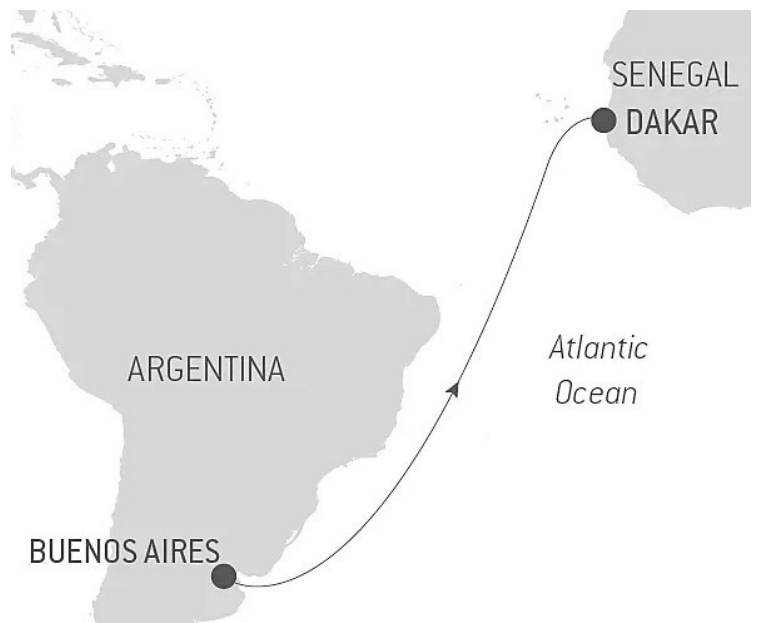 SENEGAL
DAKAR
Atlantic
Ocean
ARGENTINA
BUENOS AIRES